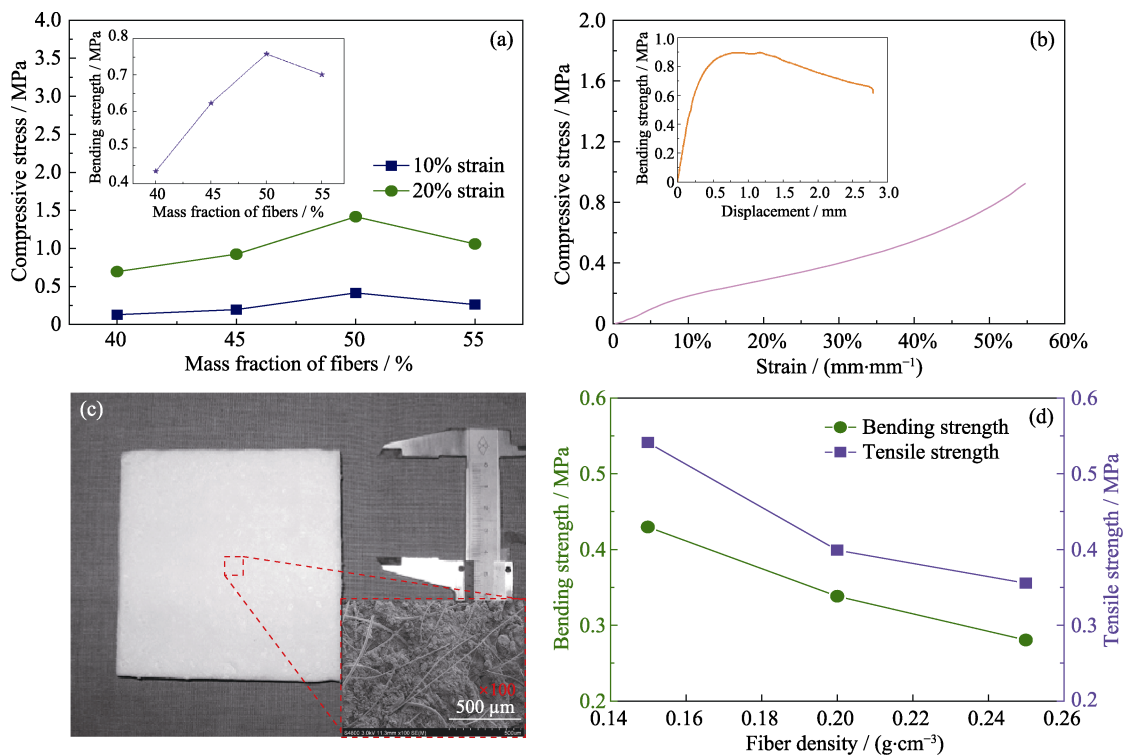 (a)
4.0
3.5
3.0
2.5
2.0
1.5
1.0
0.5
0
Compressive stress / MPa
40 45 50 55
Mass fraction of fibers / %
10% strain
20% strain
0.8
0.7
0.6
0.5
0.4
Bending strength / MPa
40 45 50 55
Mass fraction of fibers / %
(b)
2.0
1.6
1.2
0.8
0.4
0
Compressive stress / MPa
10% 20% 30% 40% 50% 60%
Strain / (mm·mm⁻¹)
1.0
0.8
0.6
0.4
0.2
0
Bending strength / MPa
0 0.5 1.0 1.5 2.0 2.5 3.0
Displacement / mm
(c)
×100
500 μm
S4800 3.0kV 11.3mm x100 SE(M)
500um
(d)
Bending strength
Tensile strength
0.6
0.5
0.4
0.3
0.2
Bending strength / MPa
0.6
0.5
0.4
0.3
0.2
Tensile strength / MPa
0.14 0.16 0.18 0.20 0.22 0.24 0.26
Fiber density / (g·cm⁻³)